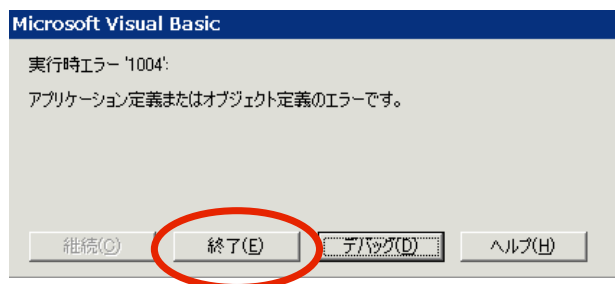 Microsoft Visual Basic
実行時エラー '1004':
アプリケーション定義またはオブジェクト定義のエラーです。
継続(C) 終了(E) デバッグ(D) ヘルプ(H)